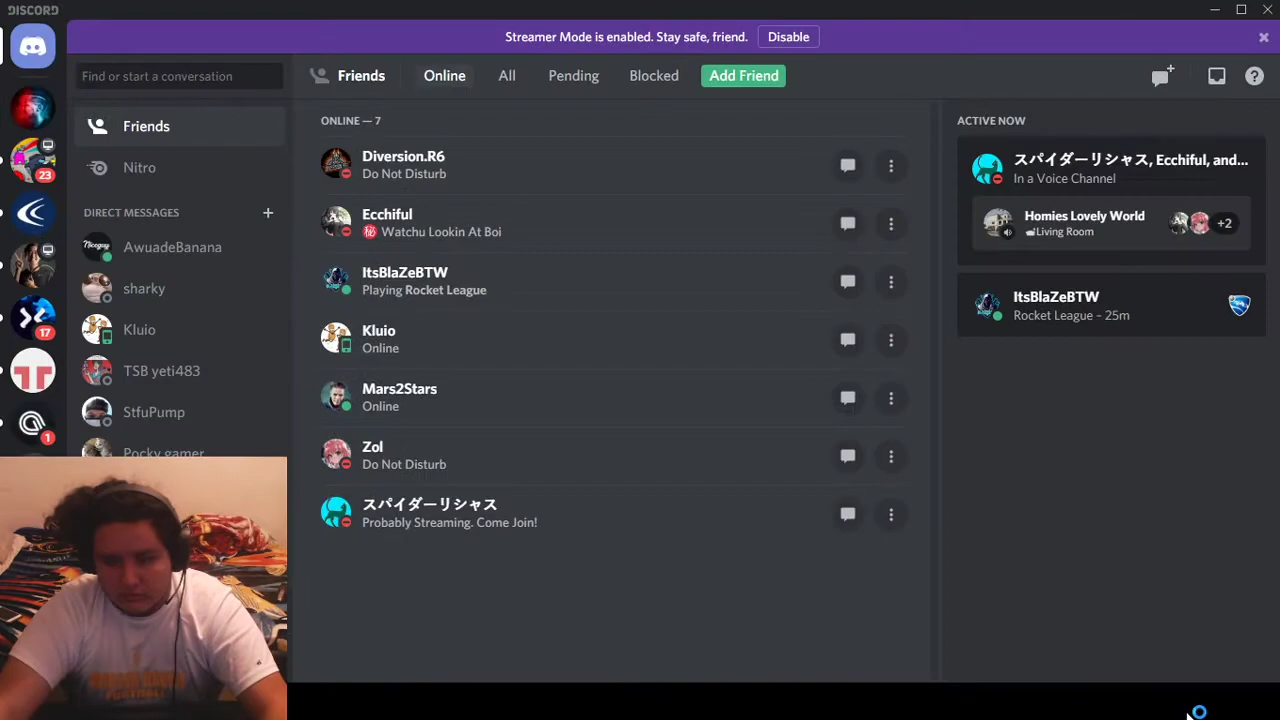 DISCORD
Streamer Mode is enabled. Stay safe, friend.
Disable
Find or start a conversation
Friends
Online
All
Pending
Blocked
Add Friend
Friends
Nitro
DIRECT MESSAGES
AwuadeBanana
sharky
Kluio
TSB yeti483
StfuPump
Pocky gamer
23
17
1
Niceguy
ONLINE — 7
Diversion.R6
Do Not Disturb
Ecchiful
㊙ Watchu Lookin At Boi
ItsBlaZeBTW
Playing Rocket League
Kluio
Online
Mars2Stars
Online
Zol
Do Not Disturb
スパイダーリシャス
Probably Streaming. Come Join!
ACTIVE NOW
スパイダーリシャス, Ecchiful, and...
In a Voice Channel
Homies Lovely World
Living Room
+2
ItsBlaZeBTW
Rocket League – 25m